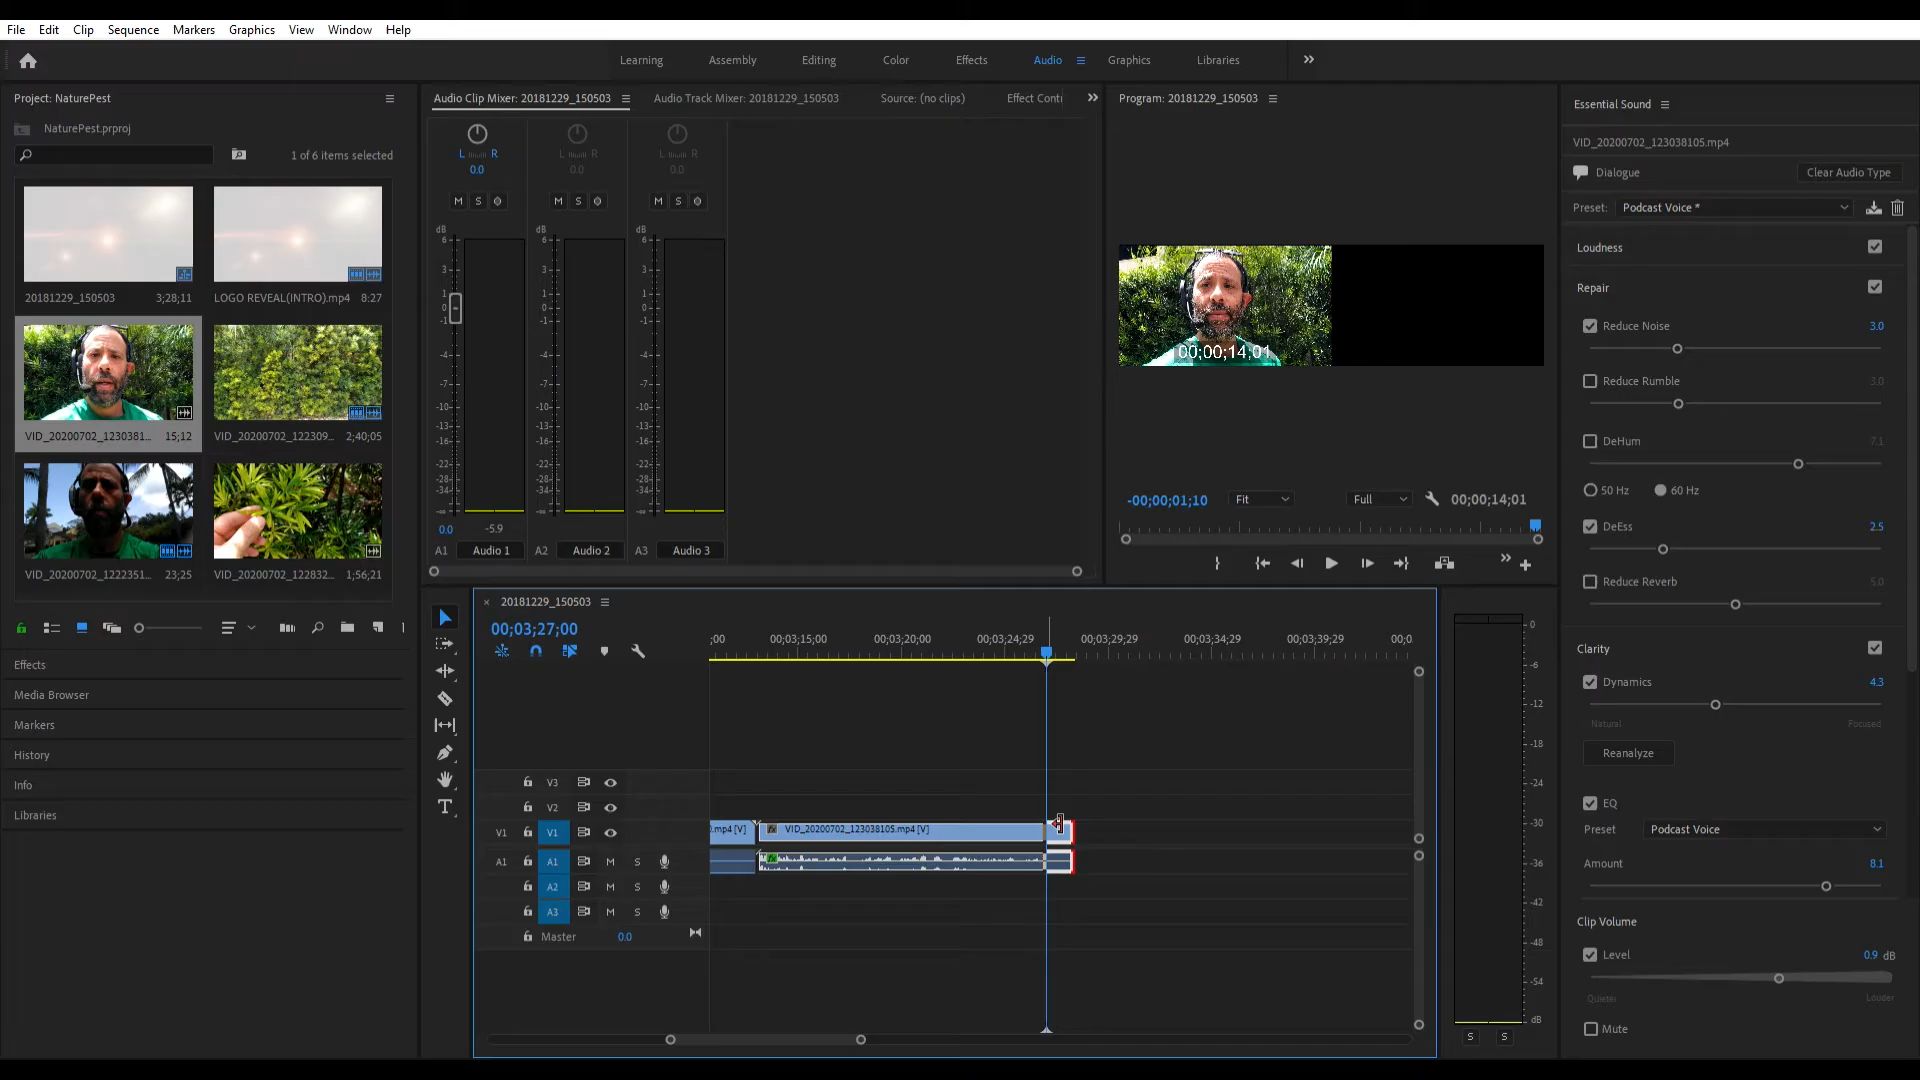 File Edit Clip Sequence Markers Graphics View Window Help
Learning Assembly Editing Color Effects Audio Graphics Libraries
Project: NaturePest
NaturePest.prproj
1 of 6 items selected
20181229_150503 3;28;11
LOGO REVEAL(INTRO).mp4 8:27
VID_20200702_1230381... 15;12
VID_20200702_122309... 2;40;05
VID_20200702_1222351... 23;25
VID_20200702_122832... 1;56;21
Effects
Media Browser
Markers
History
Info
Libraries
Audio Clip Mixer: 20181229_150503 Audio Track Mixer: 20181229_150503 Source: (no clips) Effect Cont
L R L R L R
0.0 0.0 0.0
M S M S M S
dB dB dB
6 6 6
3 3 3
1 1 1
0 0 0
-1 -1 -1
-4 -4 -4
-7 -7 -7
-10 -10 -10
-13 -13 -13
-16 -16 -16
-22 -22 -22
-28 -28 -28
-34 -34 -34
-∞ -∞ -∞
0.0 -5.9
A1 Audio 1 A2 Audio 2 A3 Audio 3
Program: 20181229_150503
00;00;14;01
-00;00;01;10 Fit Full 00;00;14;01
20181229_150503
00;03;27;00
;00 00;03;15;00 00;03;20;00 00;03;24;29 00;03;29;29 00;03;34;29 00;03;39;29 00;0
V3
V2
V1 V1
A1 A1 M S
A2 M S
A3 M S
Master 0.0
.mp4 [V] VID_20200702_123038105.mp4 [V]
fx
fx
0
-6
-12
-18
-24
-30
-36
-42
-48
-54
dB
S S
Essential Sound
VID_20200702_123038105.mp4
Dialogue Clear Audio Type
Preset: Podcast Voice *
Loudness
Repair
Reduce Noise 3.0
Reduce Rumble 3.0
DeHum 7.1
50 Hz 60 Hz
DeEss 2.5
Reduce Reverb 5.0
Clarity
Dynamics 4.3
Natural Focused
Reanalyze
EQ
Preset Podcast Voice
Amount 8.1
Clip Volume
Level 0.9 dB
Quieter Louder
Mute